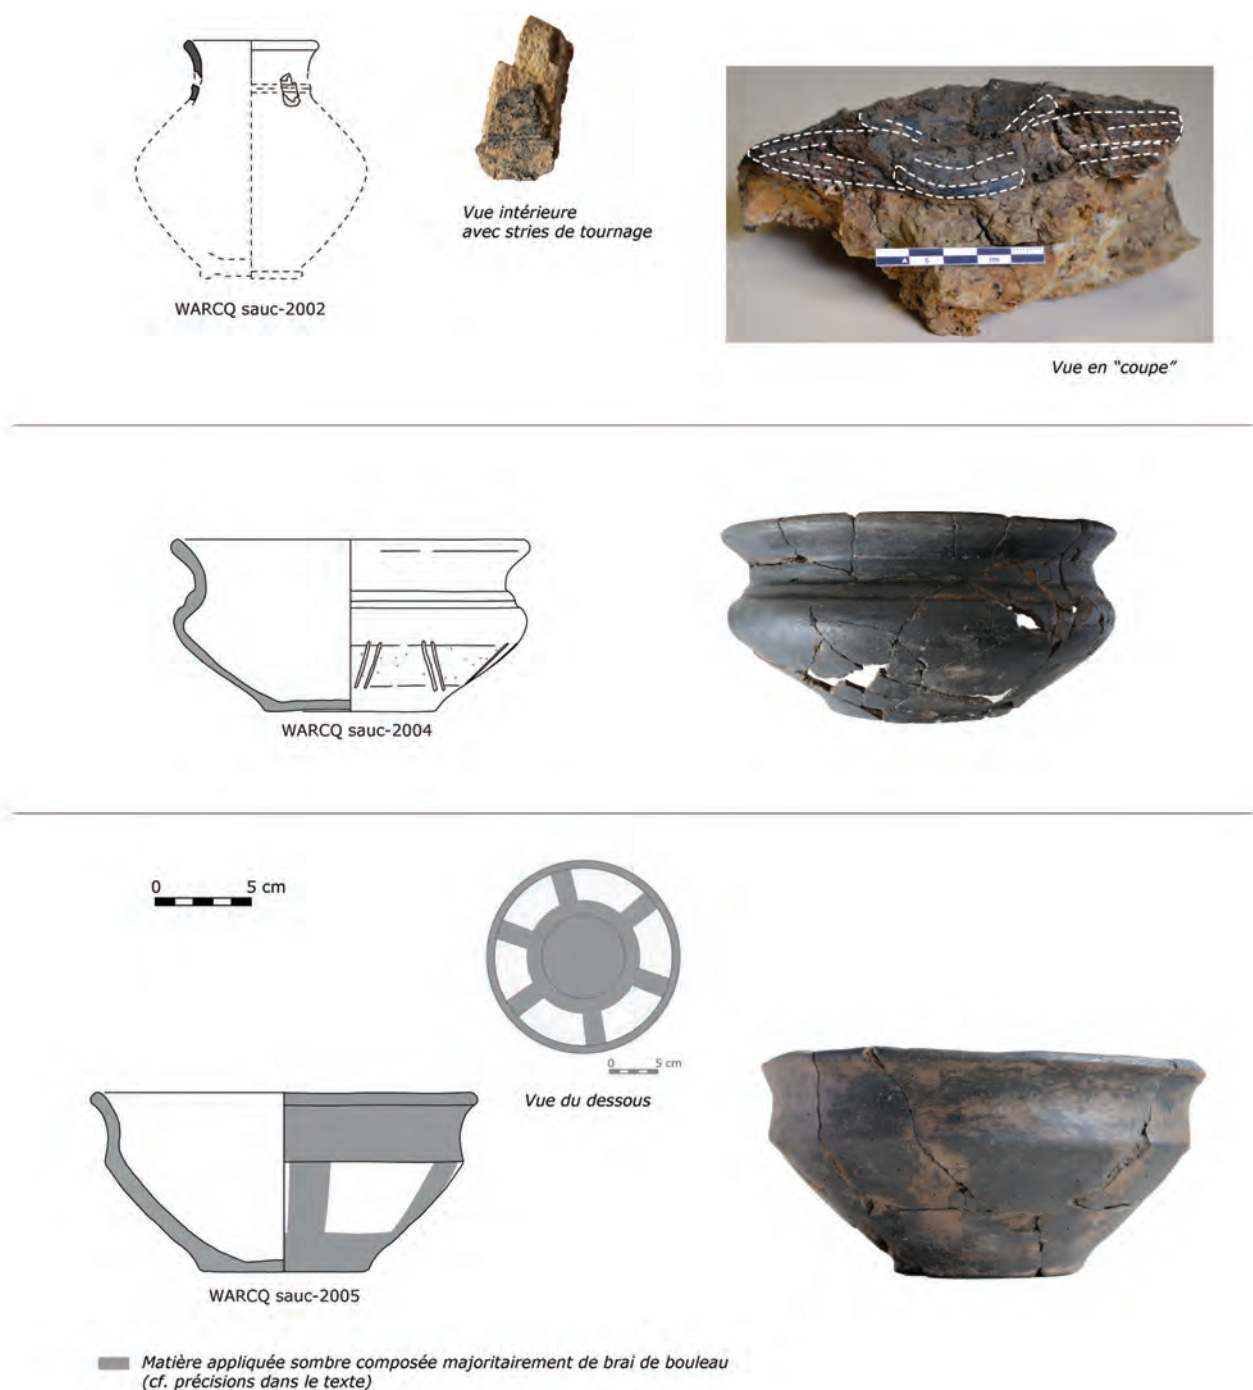 Vue intérieure
avec stries de tournage
WARCQ sauc-2002
Vue en "coupe"
WARCQ sauc-2004
0 5 cm
0 5 cm
Vue du dessous
WARCQ sauc-2005
Matière appliquée sombre composée majoritairement de brai de bouleau
(cf. précisions dans le texte)